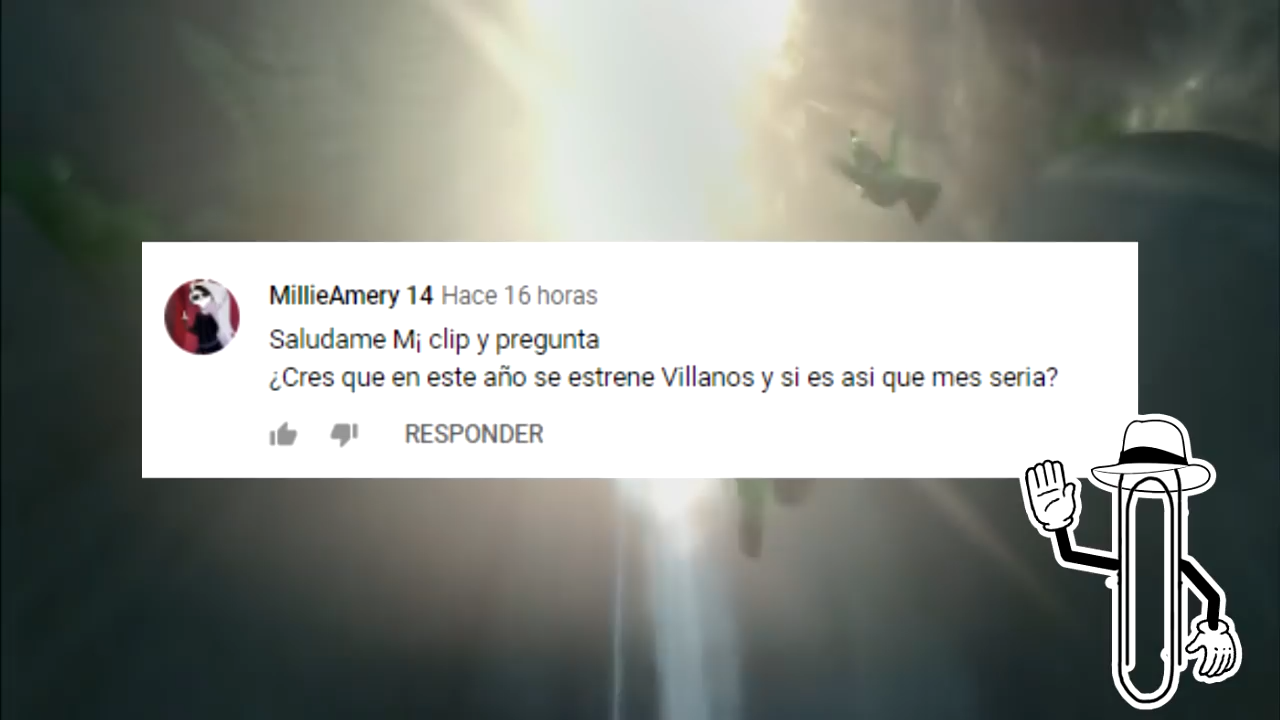 MillieAmery 14 Hace 16 horas
Saludame M¡ clip y pregunta
¿Cres que en este año se estrene Villanos y si es asi que mes seria?
RESPONDER